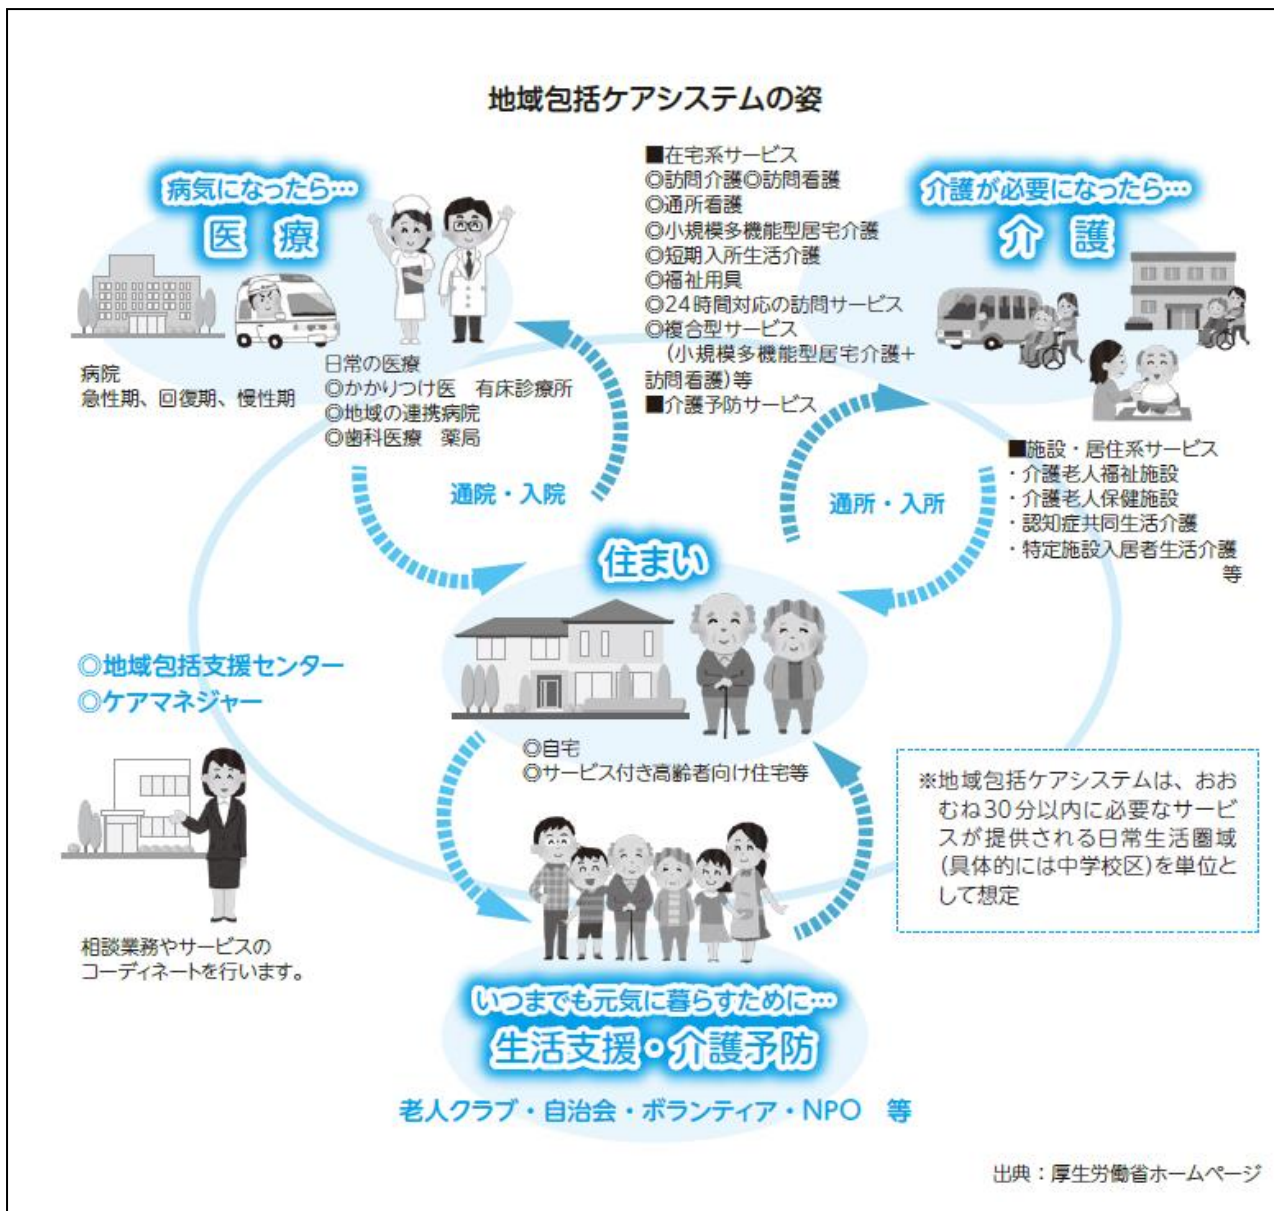 地域包括ケアシステムの姿
病気になったら…
医 療
病院
急性期、回復期、慢性期
日常の医療
◎かかりつけ医 有床診療所
◎地域の連携病院
◎歯科医療 薬局
■在宅系サービス
◎訪問介護◎訪問看護
◎通所看護
◎小規模多機能型居宅介護
◎短期入所生活介護
◎福祉用具
◎24時間対応の訪問サービス
◎複合型サービス
(小規模多機能型居宅介護+
訪問看護)等
■介護予防サービス
介護が必要になったら…
介 護
■施設・居住系サービス
・介護老人福祉施設
・介護老人保健施設
・認知症共同生活介護
・特定施設入居者生活介護
等
通院・入院
通所・入所
住まい
◎自宅
◎サービス付き高齢者向け住宅等
◎地域包括支援センター
◎ケアマネジャー
相談業務やサービスの
コーディネートを行います。
※地域包括ケアシステムは、おお
むね30分以内に必要なサービ
スが提供される日常生活圏域
(具体的には中学校区)を単位と
して想定
いつまでも元気に暮らすために…
生活支援・介護予防
老人クラブ・自治会・ボランティア・NPO 等
出典：厚生労働省ホームページ